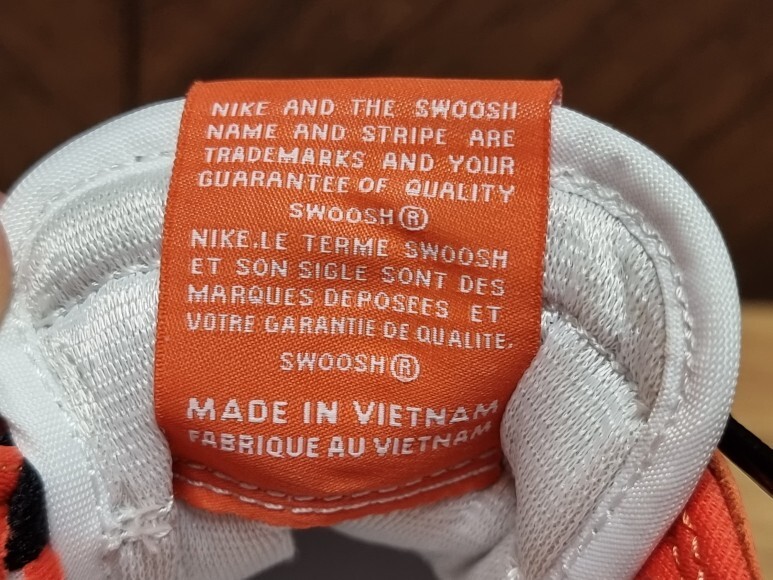 NIKE AND THE SWOOSH
NAME AND STRIPE ARE
TRADEMARKS AND YOUR
GUARANTEE OF QUALITY
SWOOSH®
NIKE.LE TERME SWOOSH
ET SON SIGLE SONT DES
MARQUES DEPOSEES ET
VOTRE GARANTIE DE QUALITE.
SWOOSH®
MADE IN VIETNAM
FABRIQUE AU VIETNAM